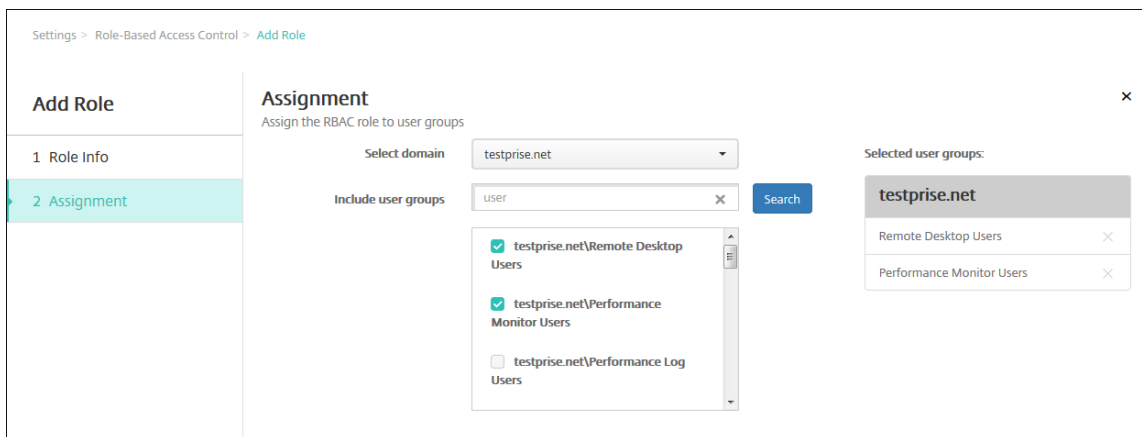 Settings > Role-Based Access Control > Add Role
Add Role
1 Role Info
2 Assignment
Assignment
Assign the RBAC role to user groups
Select domain
testprise.net
Include user groups
user
Search
testprise.net\Remote Desktop
Users
testprise.net\Performance
Monitor Users
testprise.net\Performance Log
Users
Selected user groups:
testprise.net
Remote Desktop Users
Performance Monitor Users